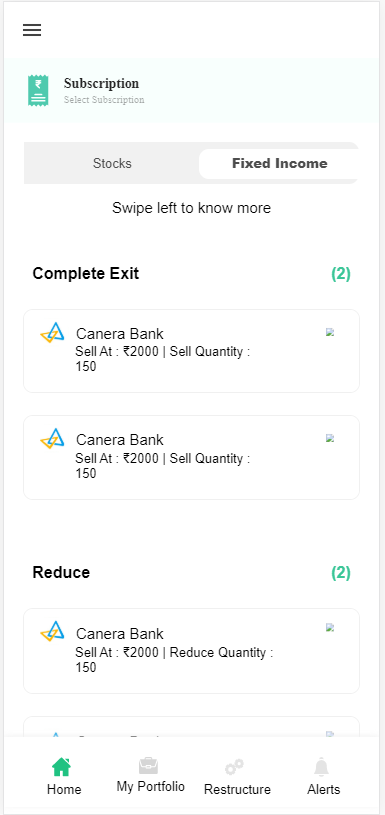 Subscription
Select Subscription
Stocks
Fixed Income
Swipe left to know more
Complete Exit
(2)
Canera Bank
Sell At : ₹2000 | Sell Quantity :
150
Canera Bank
Sell At : ₹2000 | Sell Quantity :
150
Reduce
(2)
Canera Bank
Sell At : ₹2000 | Reduce Quantity :
150
Home
My Portfolio
Restructure
Alerts